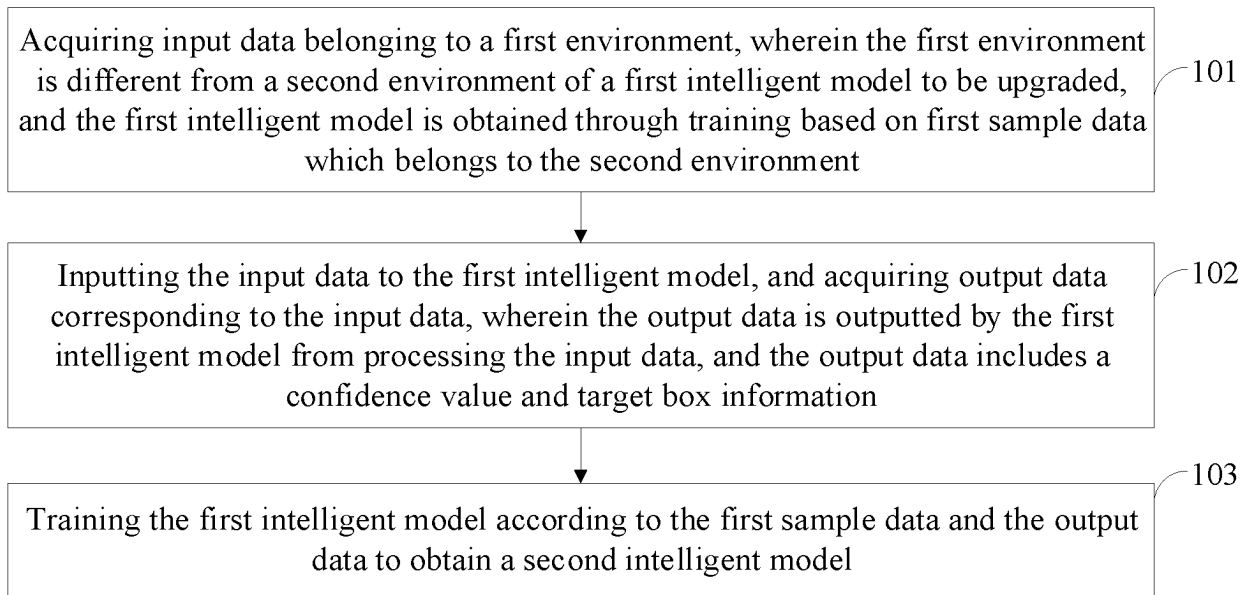 Acquiring input data belonging to a first environment, wherein the first environment
is different from a second environment of a first intelligent model to be upgraded,
and the first intelligent model is obtained through training based on first sample data
which belongs to the second environment
101
Inputting the input data to the first intelligent model, and acquiring output data
corresponding to the input data, wherein the output data is outputted by the first
intelligent model from processing the input data, and the output data includes a
confidence value and target box information
102
Training the first intelligent model according to the first sample data and the output
data to obtain a second intelligent model
103